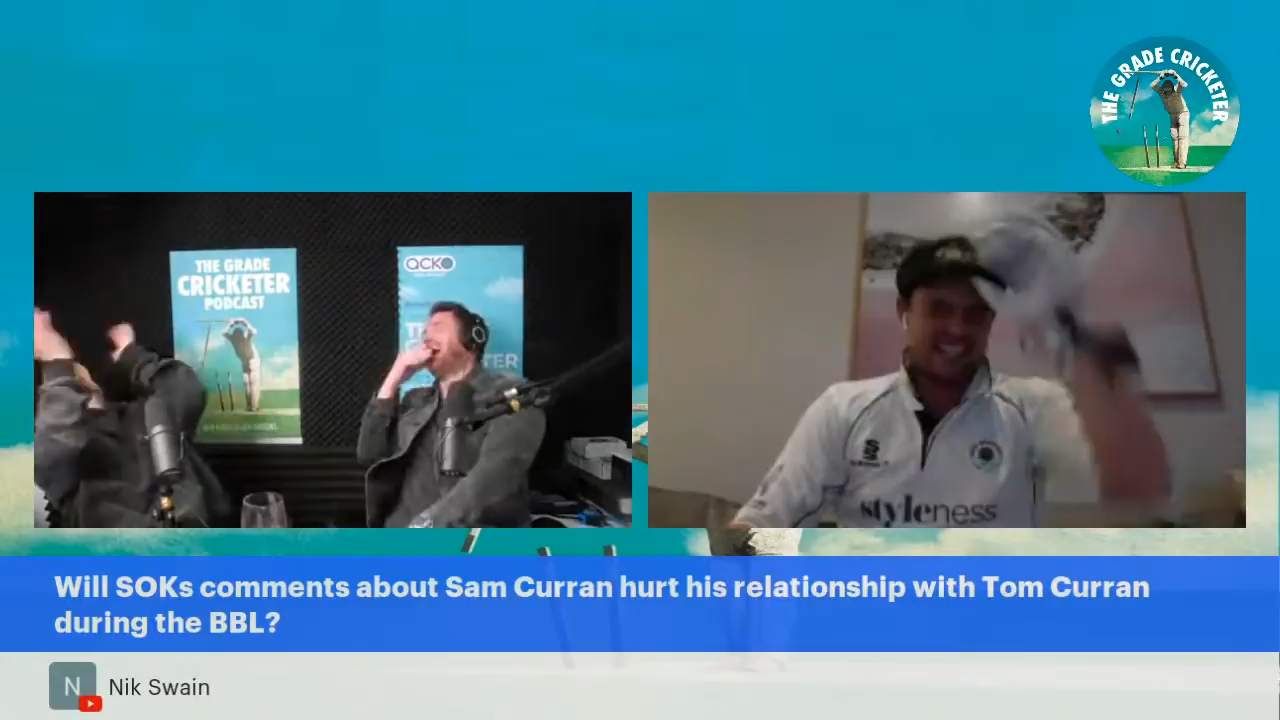 THE GRADE CRICKETER
THE GRADE
CRICKETER
PODCAST
ACKO
TER
styleness
Will SOKs comments about Sam Curran hurt his relationship with Tom Curran
during the BBL?
N
Nik Swain